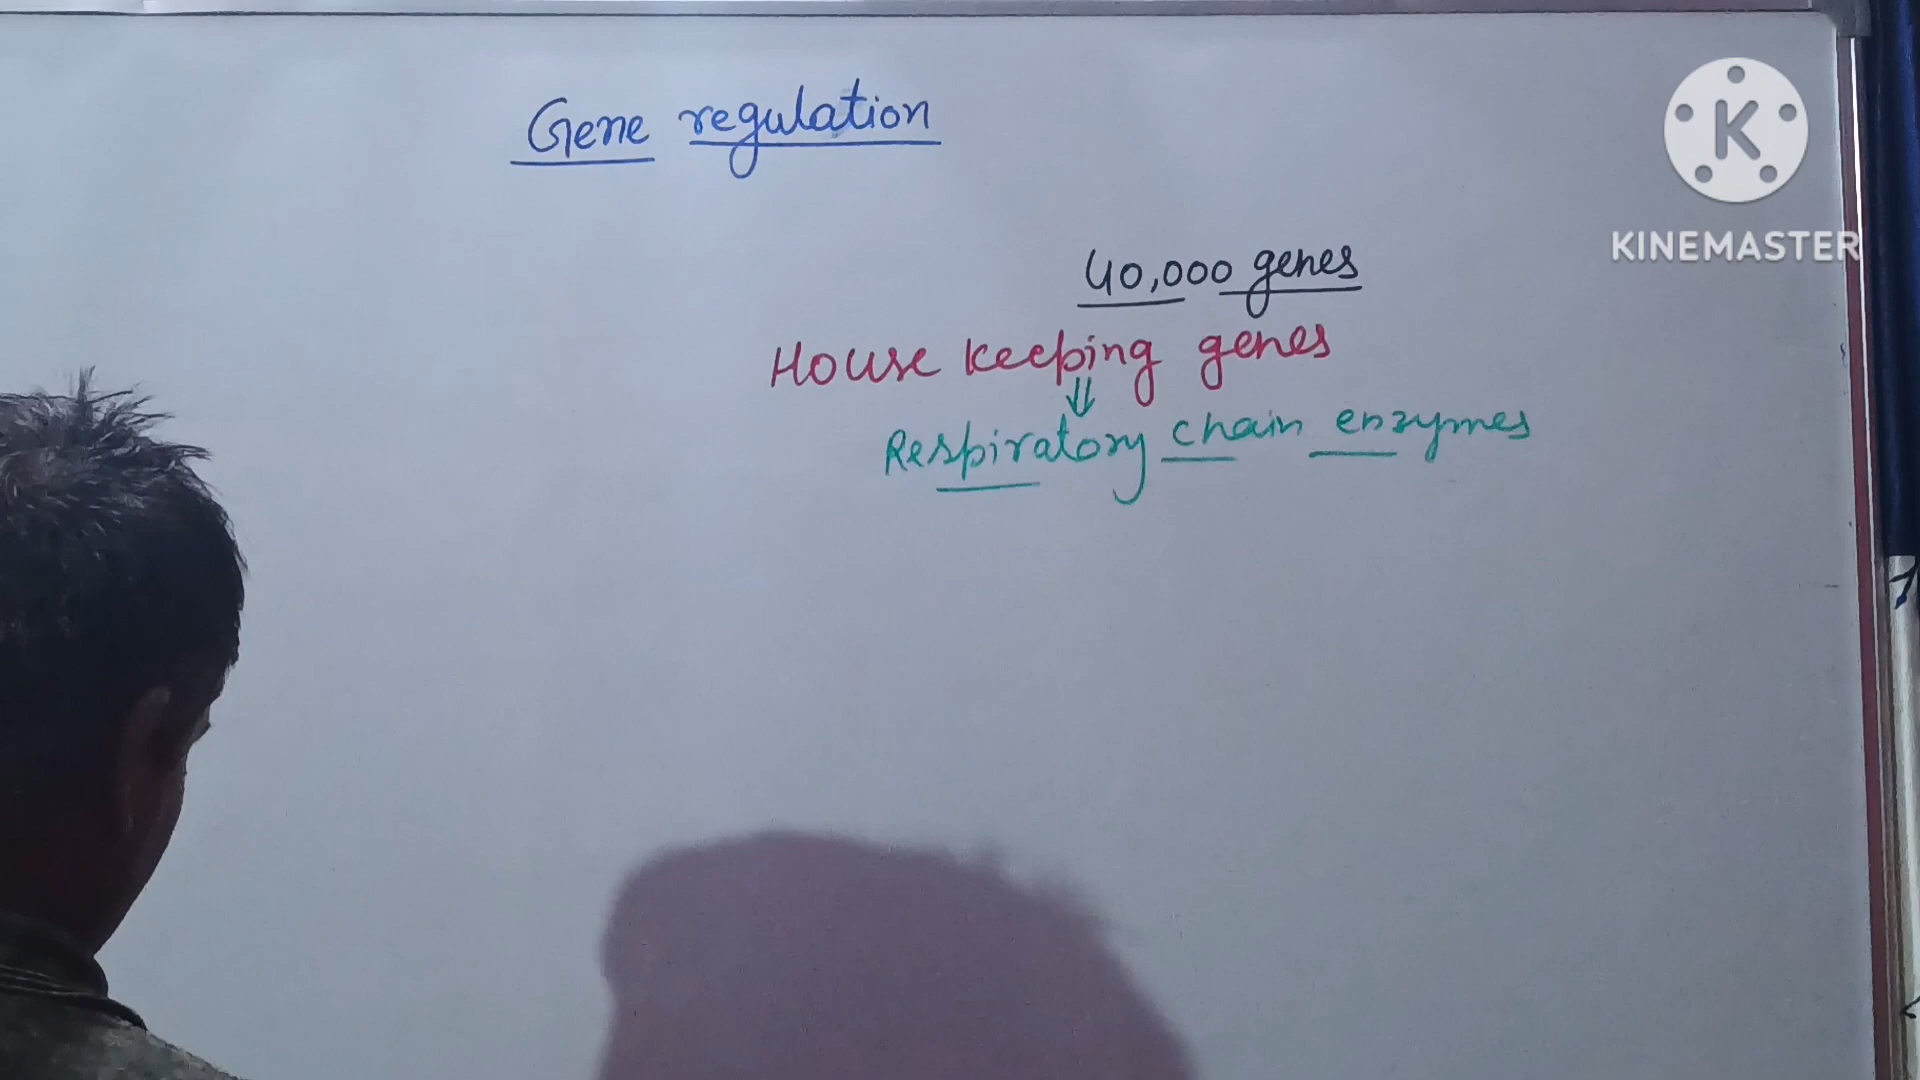 Gene regulation
KINEMASTER
40,000 genes
House keeping genes
Respiratory chain enzymes